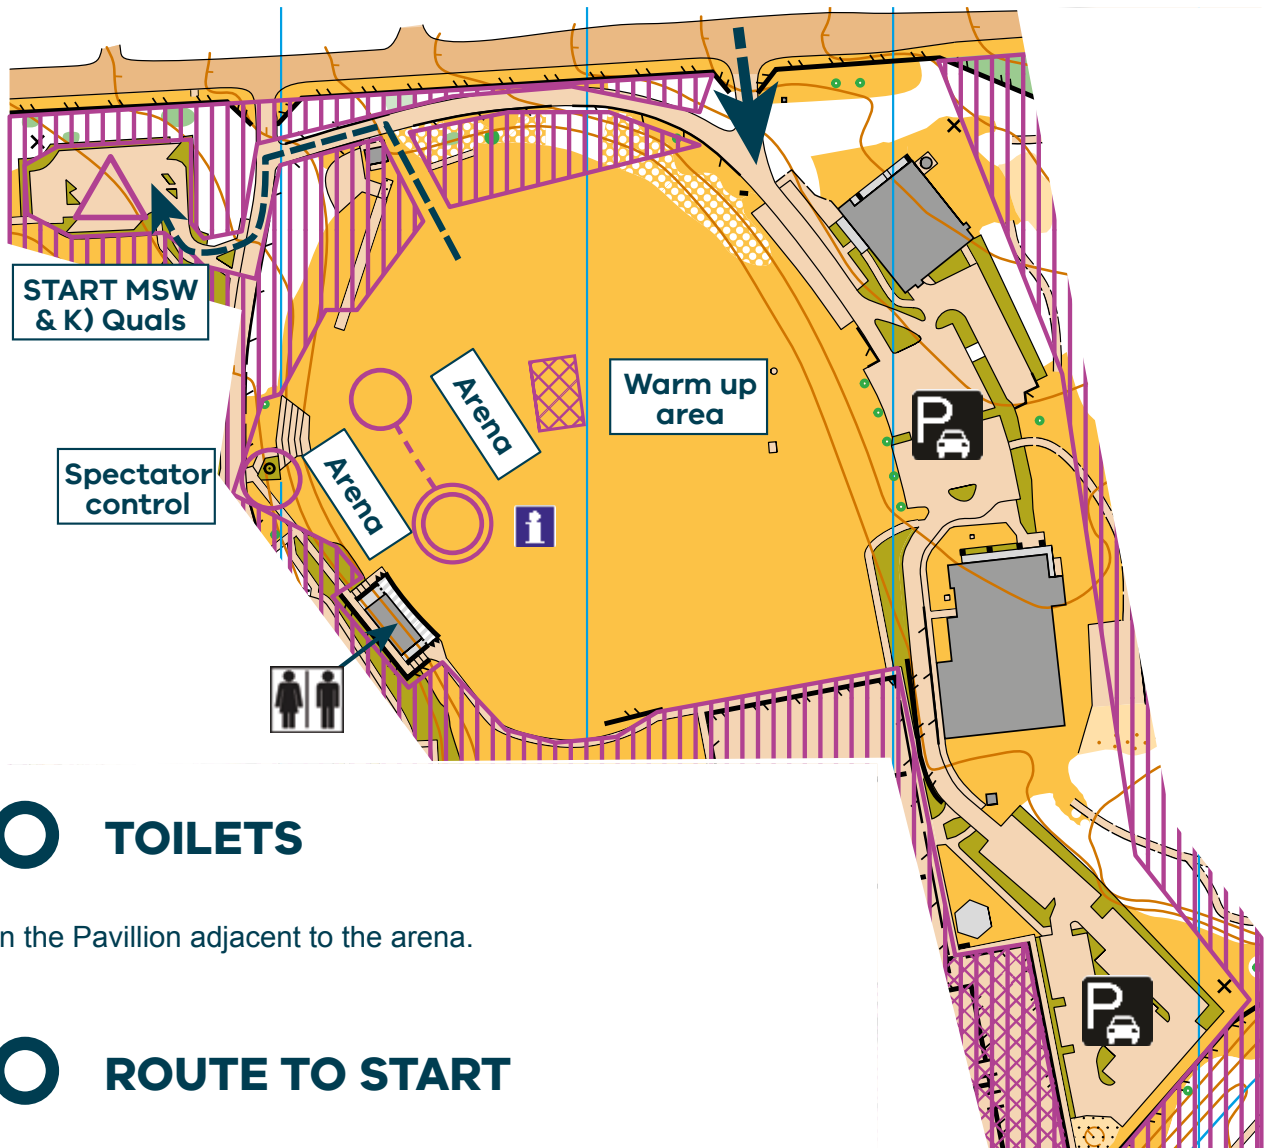 START MSW
& K) Quals
Arena
Warm up
area
Spectator
control
Arena
P
i
P
TOILETS
n the Pavillion adjacent to the arena.
ROUTE TO START